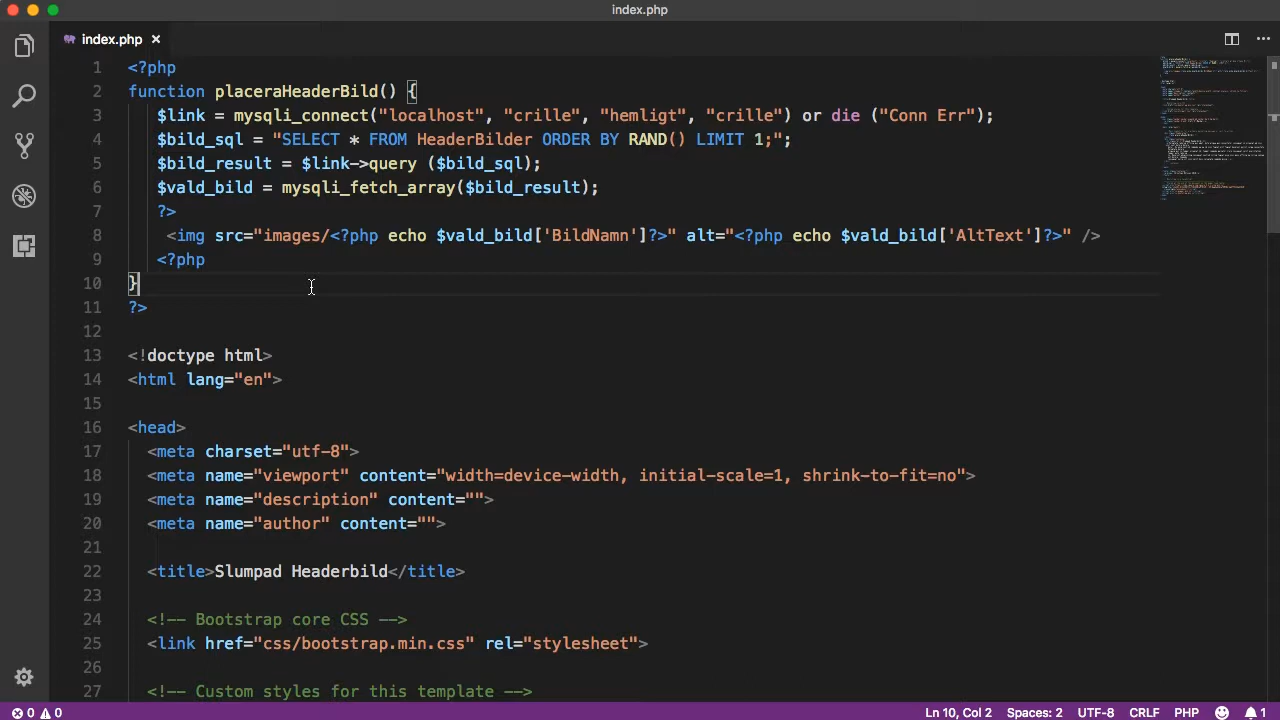 index.php
index.php ×
1 <?php
2 function placeraHeaderBild() {
3 $link = mysqli_connect("localhost", "crille", "hemligt", "crille") or die ("Conn Err");
4 $bild_sql = "SELECT * FROM HeaderBilder ORDER BY RAND() LIMIT 1;";
5 $bild_result = $link->query ($bild_sql);
6 $vald_bild = mysqli_fetch_array($bild_result);
7 ?>
8 <img src="images/<?php echo $vald_bild['BildNamn']?>" alt="<?php echo $vald_bild['AltText']?>" />
9 <?php
10 }
11 ?>
12
13 <!doctype html>
14 <html lang="en">
15
16 <head>
17 <meta charset="utf-8">
18 <meta name="viewport" content="width=device-width, initial-scale=1, shrink-to-fit=no">
19 <meta name="description" content="">
20 <meta name="author" content="">
21
22 <title>Slumpad Headerbild</title>
23
24 <!-- Bootstrap core CSS -->
25 <link href="css/bootstrap.min.css" rel="stylesheet">
26
27 <!-- Custom styles for this template -->
0 0 Ln 10, Col 2 Spaces: 2 UTF-8 CRLF PHP 1